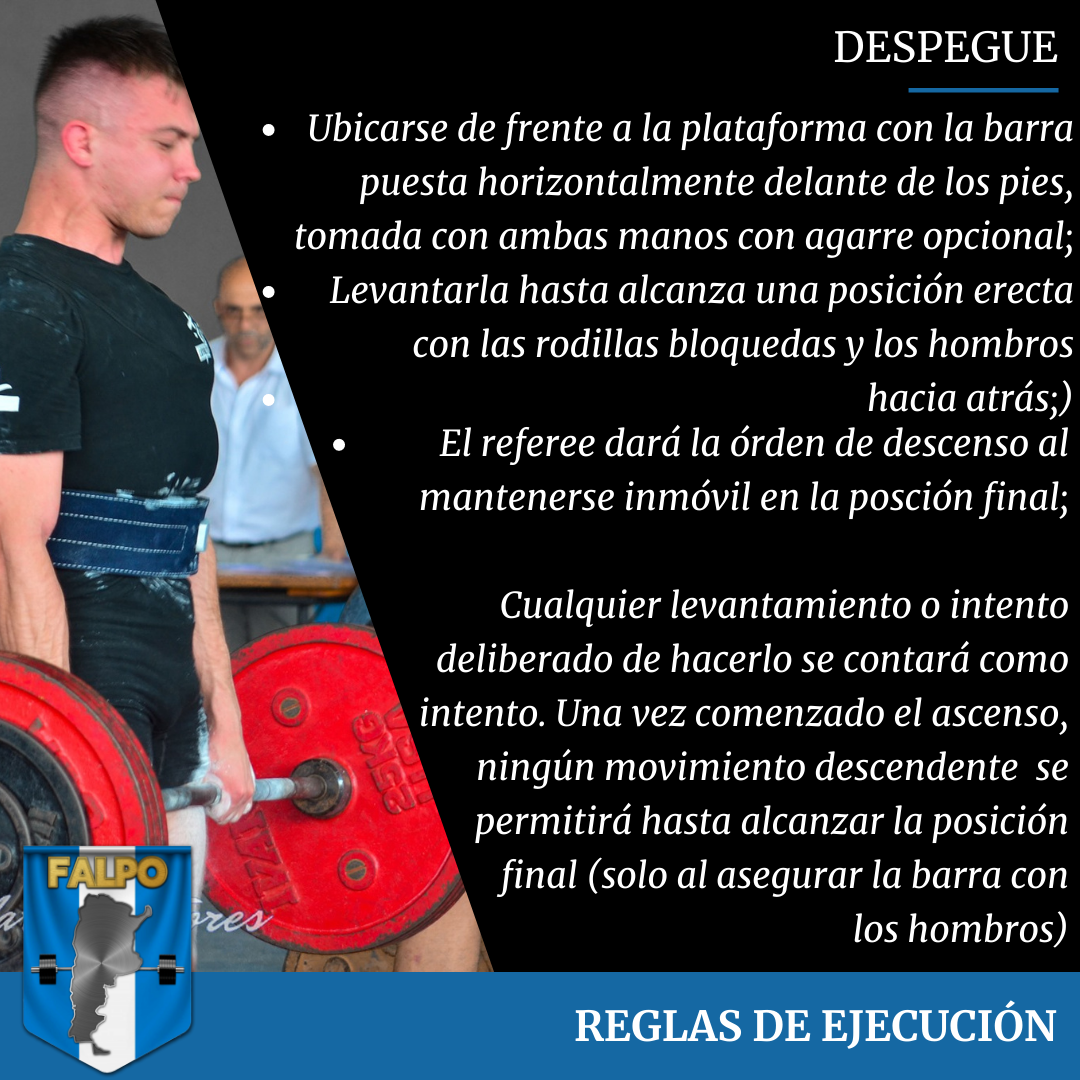 DESPEGUE
• Ubicarse de frente a la plataforma con la barra
puesta horizontalmente delante de los pies,
tomada con ambas manos con agarre opcional;
• Levantarla hasta alcanza una posición erecta
con las rodillas bloquedas y los hombros
• hacia atrás;)
• El referee dará la órden de descenso al
mantenerse inmóvil en la posción final;
Cualquier levantamiento o intento
deliberado de hacerlo se contará como
intento. Una vez comenzado el ascenso,
ningún movimiento descendente se
permitirá hasta alcanzar la posición
final (solo al asegurar la barra con
los hombros)
25KG
FALPO
REGLAS DE EJECUCIÓN